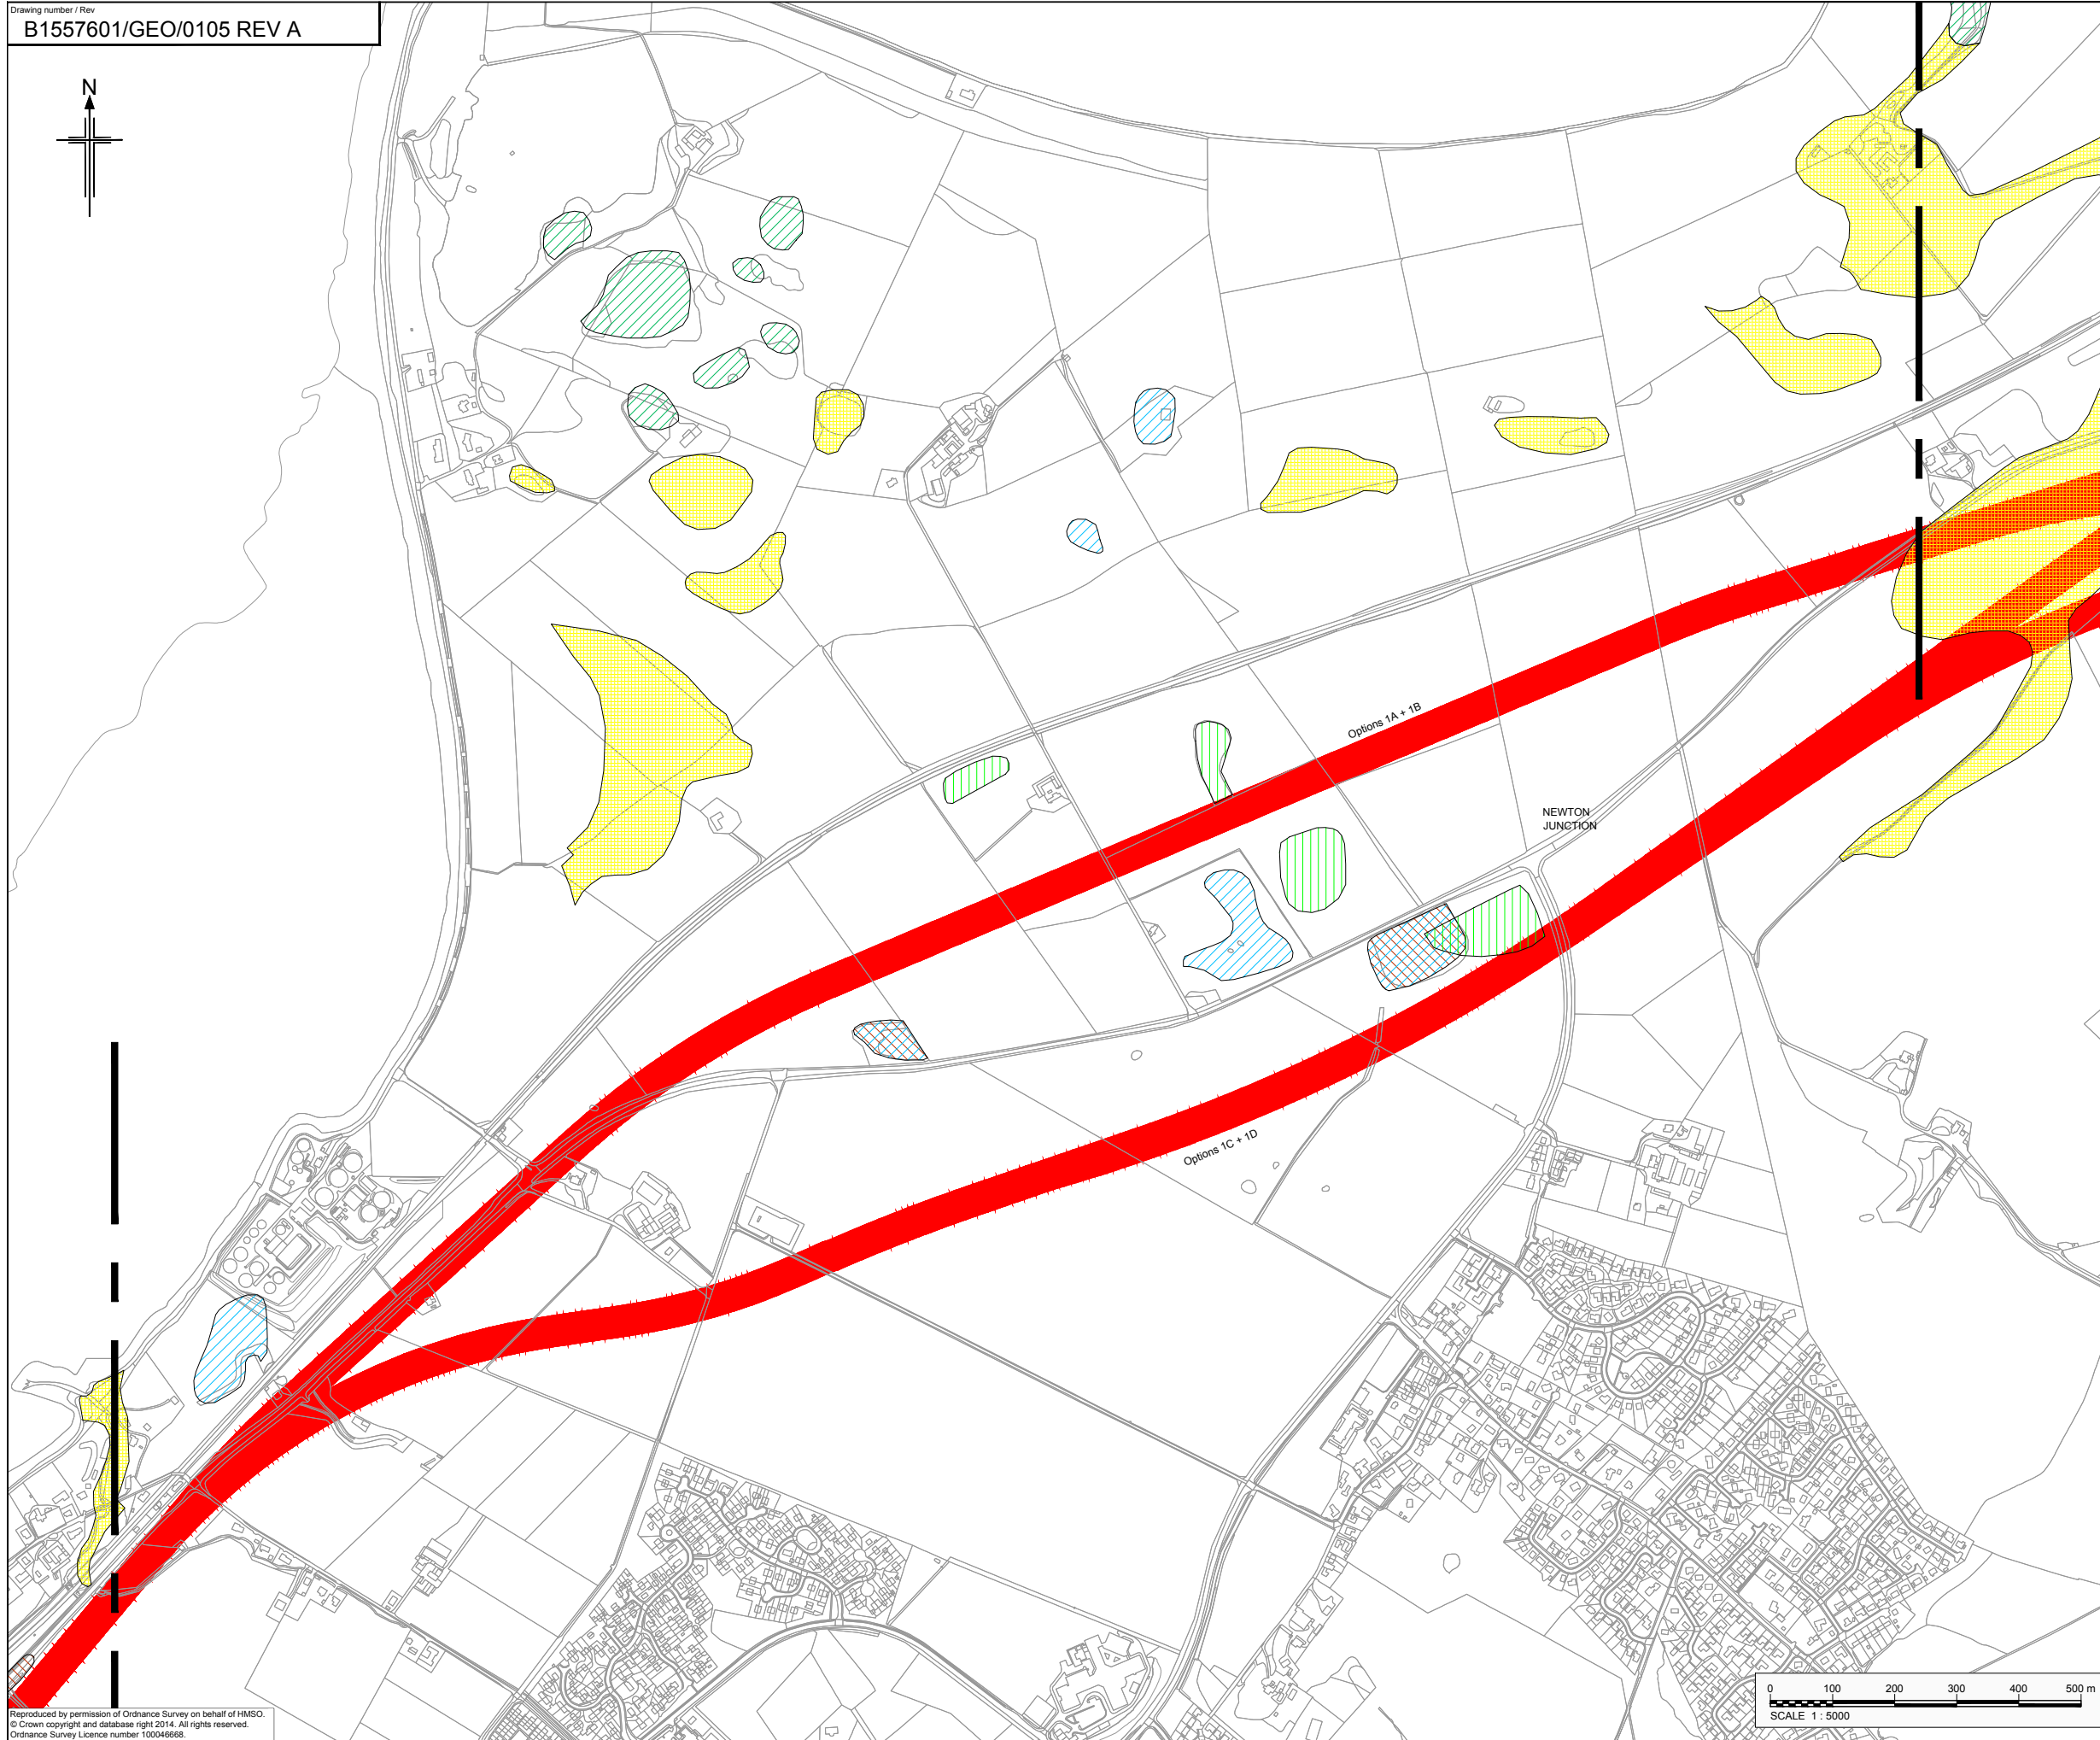 Drawing number / Rev
B1557601/GEO/0105 REV A
N
Options 1A + 1B
NEWTON
JUNCTION
Options 1C + 1D
0 100 200 300 400 500 m
SCALE 1 : 5000
Reproduced by permission of Ordnance Survey on behalf of HMSO.
© Crown copyright and database right 2014. All rights reserved.
Ordnance Survey Licence number 100046668.